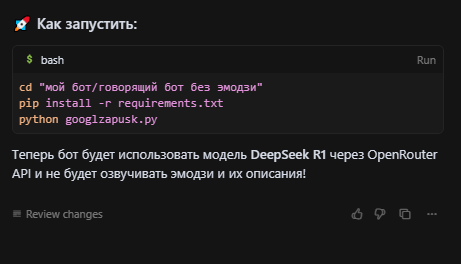 🚀 Как запустить:
$ bash
Run
cd "мой бот/говорящий бот без эмодзи"
pip install -r requirements.txt
python googlzapusk.py
Теперь бот будет использовать модель DeepSeek R1 через OpenRouter
API и не будет озвучивать эмодзи и их описания!
Review changes